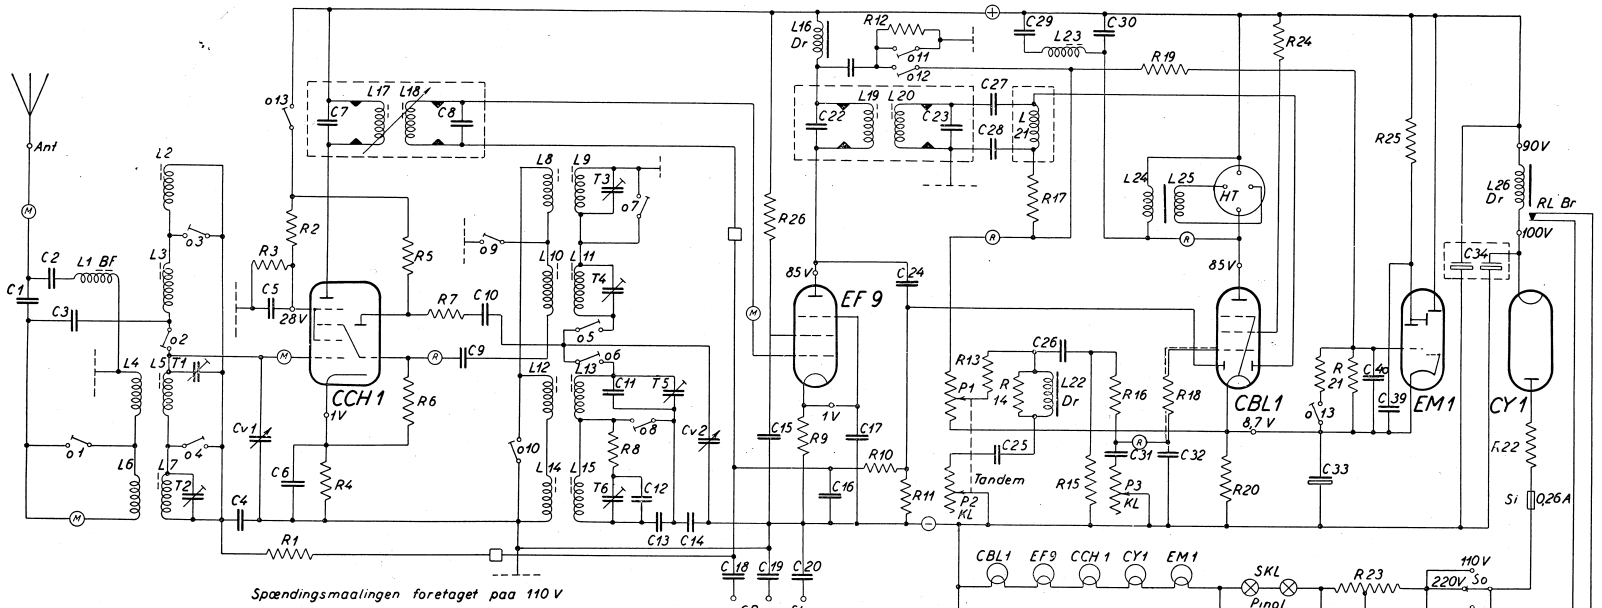 L16
Dr
R12
C29
C30
L23
R24
o11
o12
R19
o13
L17
L18
C7
C8
C22
L19
L20
C23
C27
C28
L
21
R25
Ant
L2
o3
L3
R2
R3
C5
28V
R5
L8
L9
T3
o7
o9
R26
R17
L24
L25
HT
90V
L26
Dr
RL Br
100V
M
C2
L1 BF
C1
C3
o2
R7
C10
L10
L11
T4
o5
85V
EF 9
C24
R
R
85V
C34
L4
L5
T1
M
CCH 1
R
C9
o6
L12
L13
C11
T5
M
R13
C26
P1
R
14
L22
Dr
R16
R18
CBL1
8,7 V
o13
R
21
C40
C39
EM1
CY1
1V
R6
Cv1
o8
Cv2
C15
1V
R9
C17
o1
o4
L6
L7
T2
C4
C6
R4
o10
L14
L15
R8
T6
C12
C13
C14
C16
R10
R11
C25
Tandem
P2
KL
R15
R
C31
P3
KL
C32
R20
C33
R22
Si
0,26A
M
R1
C18
C19
C20
CBL1
EF9
CCH 1
CY1
EM1
SKL
R23
110V
220V
So
Pinol
Spændingsmaalingen foretaget paa 110 V